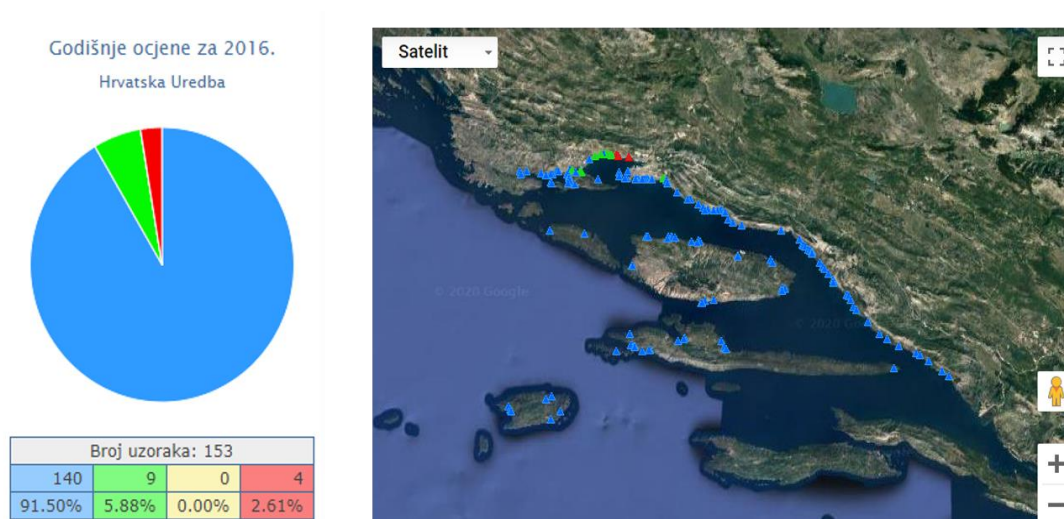 Godišnje ocjene za 2016.
Hrvatska Uredba
Broj uzoraka: 153
140 9 0 4
91.50% 5.88% 0.00% 2.61%
Satelit
© 2020 Google
© 2020